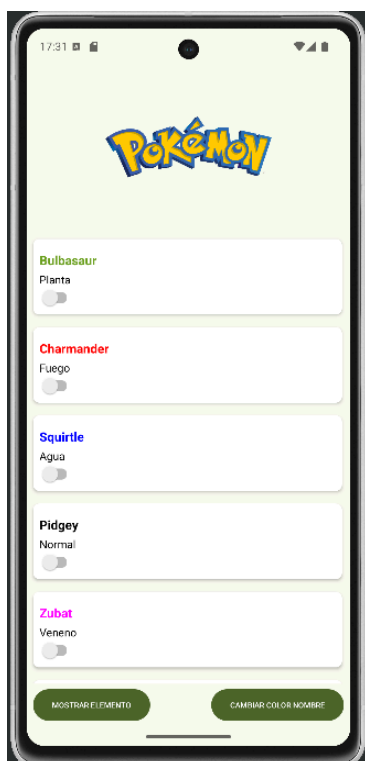 17:31
POKÉMON
Bulbasaur
Planta
Charmander
Fuego
Squirtle
Agua
Pidgey
Normal
Zubat
Veneno
MOSTRAR ELEMENTO
CAMBIAR COLOR NOMBRE